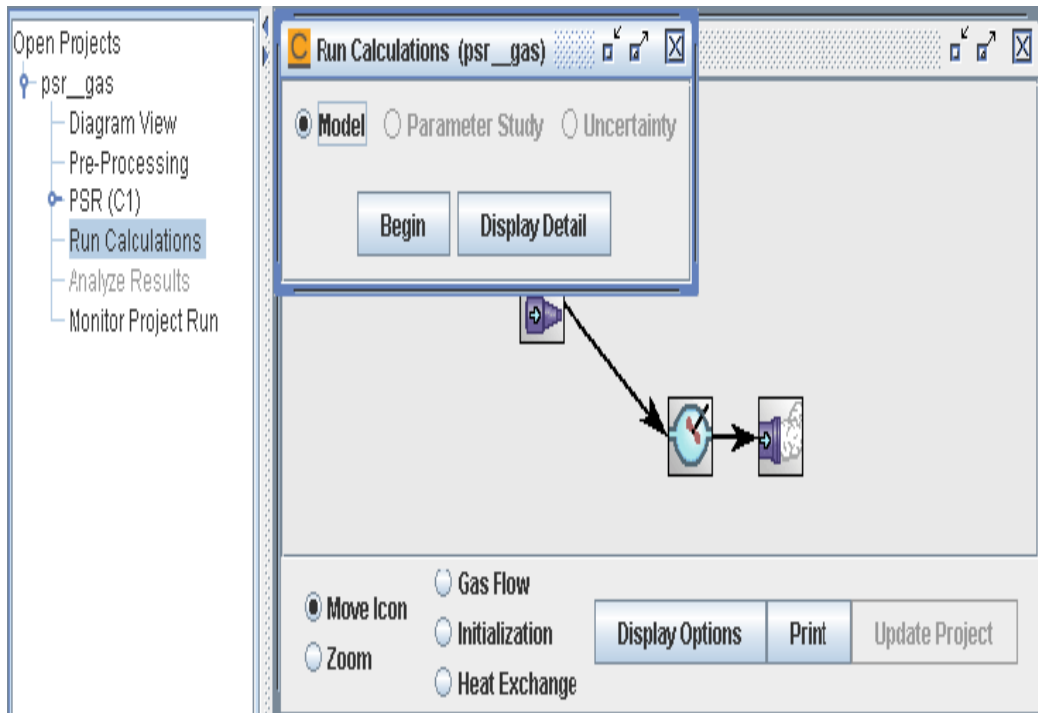 Open Projects
psr__gas
Diagram View
Pre-Processing
PSR (C1)
Run Calculations
Analyze Results
Monitor Project Run
C Run Calculations (psr__gas)
Model Parameter Study Uncertainty
Begin Display Detail
Move Icon
Zoom
Gas Flow
Initialization
Heat Exchange
Display Options Print Update Project